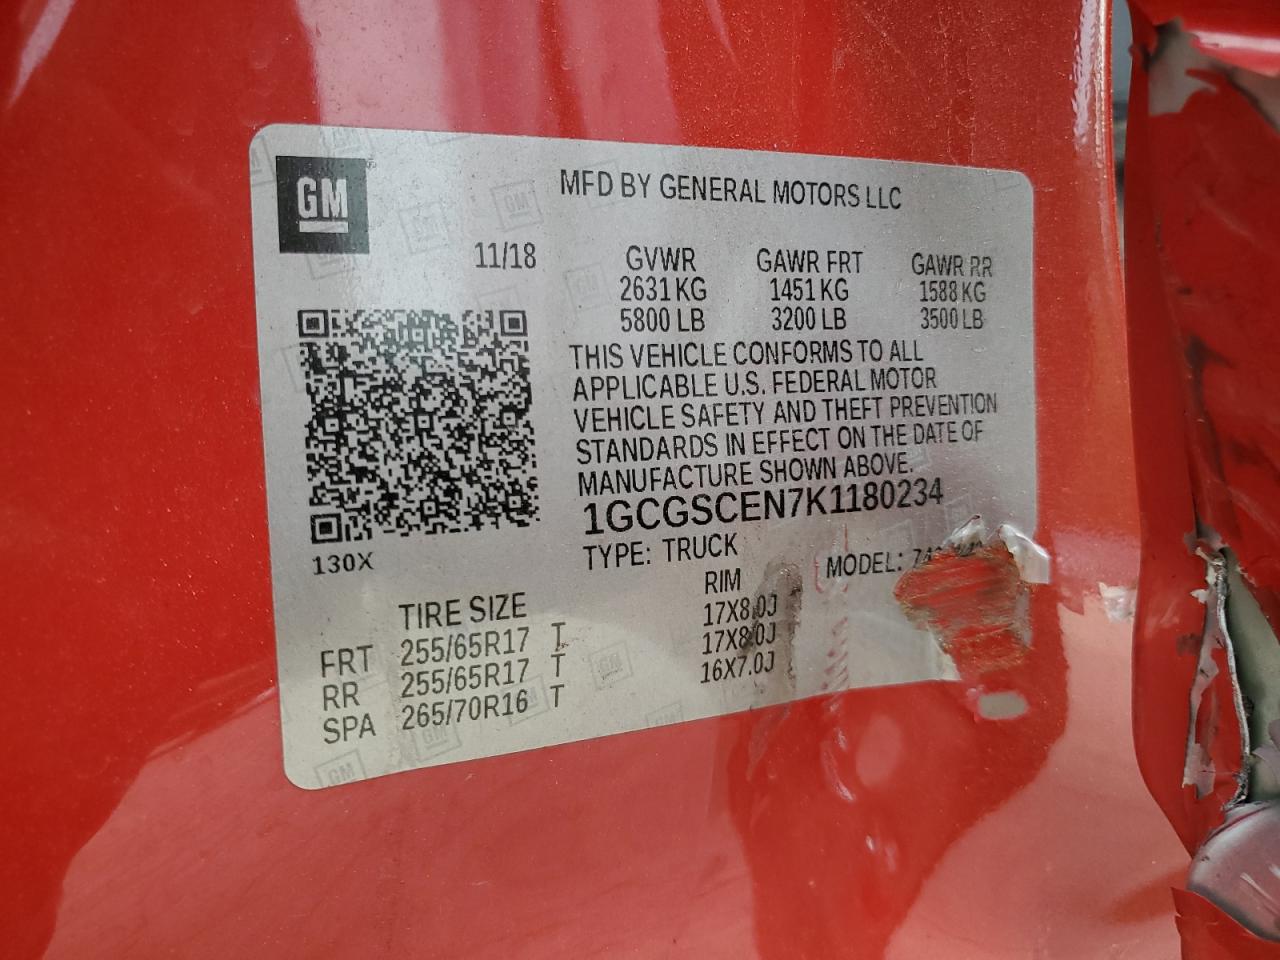 GM
MFD BY GENERAL MOTORS LLC
11/18 GVWR GAWR FRT GAWR RR
2631 KG 1451 KG 1588 KG
5800 LB 3200 LB 3500 LB
THIS VEHICLE CONFORMS TO ALL
APPLICABLE U.S. FEDERAL MOTOR
VEHICLE SAFETY AND THEFT PREVENTION
STANDARDS IN EFFECT ON THE DATE OF
MANUFACTURE SHOWN ABOVE.
1GCGSCEN7K1180234
130X
TYPE: TRUCK MODEL:
TIRE SIZE RIM
FRT 255/65R17 T 17X8.0J
RR 255/65R17 T 17X8.0J
SPA 265/70R16 T 16X7.0J